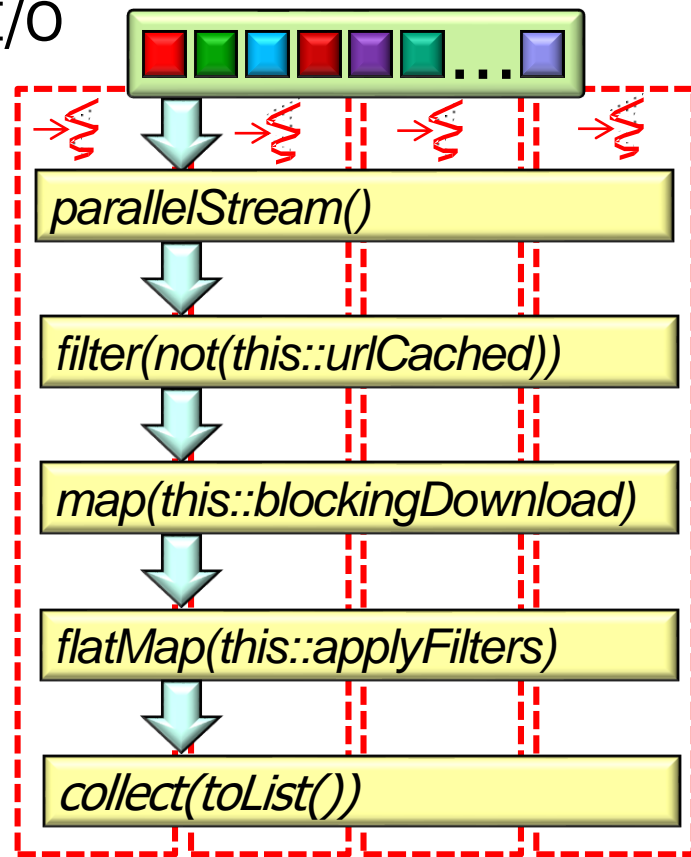 I/O
...
parallelStream()
filter(not(this::urlCached))
map(this::blockingDownload)
flatMap(this::applyFilters)
collect(toList())